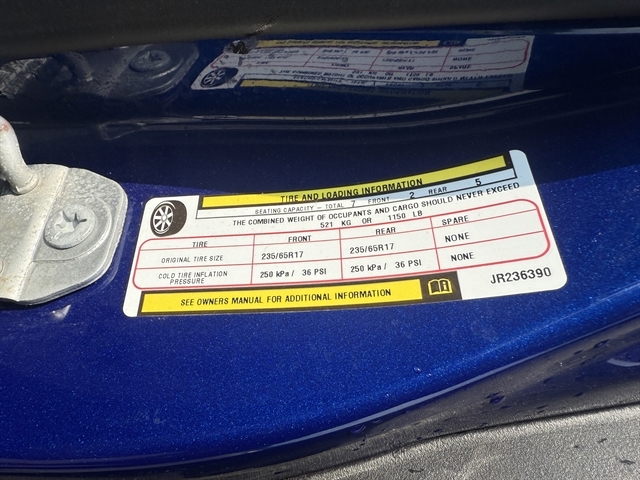 TIRE AND LOADING INFORMATION
SEATING CAPACITY - TOTAL 7 FRONT 2 REAR 5
THE COMBINED WEIGHT OF OCCUPANTS AND CARGO SHOULD NEVER EXCEED
521 KG OR 1150 LB
TIRE FRONT REAR SPARE
ORIGINAL TIRE SIZE 235/65R17 235/65R17 NONE
COLD TIRE INFLATION PRESSURE 250 kPa / 36 PSI 250 kPa / 36 PSI NONE
SEE OWNERS MANUAL FOR ADDITIONAL INFORMATION
JR236390